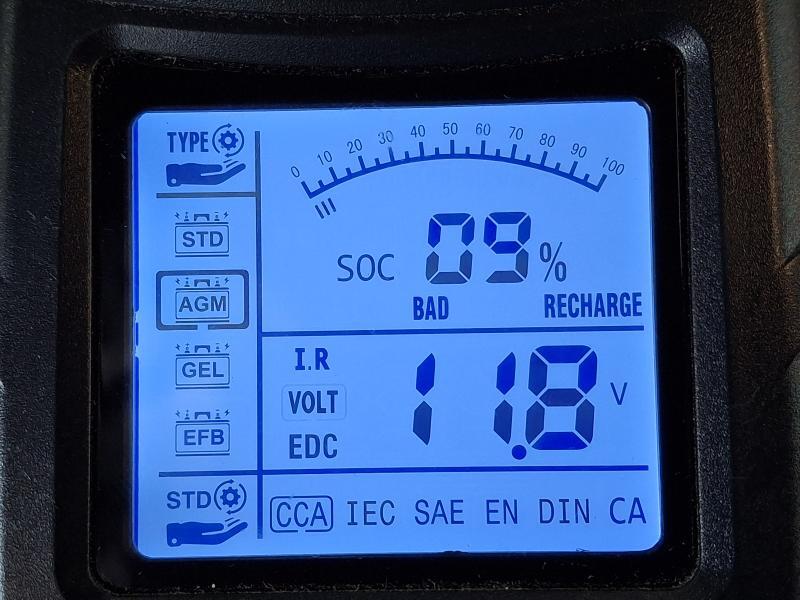 TYPE
0 10 20 30 40 50 60 70 80 90 100
STD
SOC 09 %
AGM
BAD RECHARGE
I.R
GEL
VOLT
11.8 V
EFB
EDC
STD
CCA IEC SAE EN DIN CA